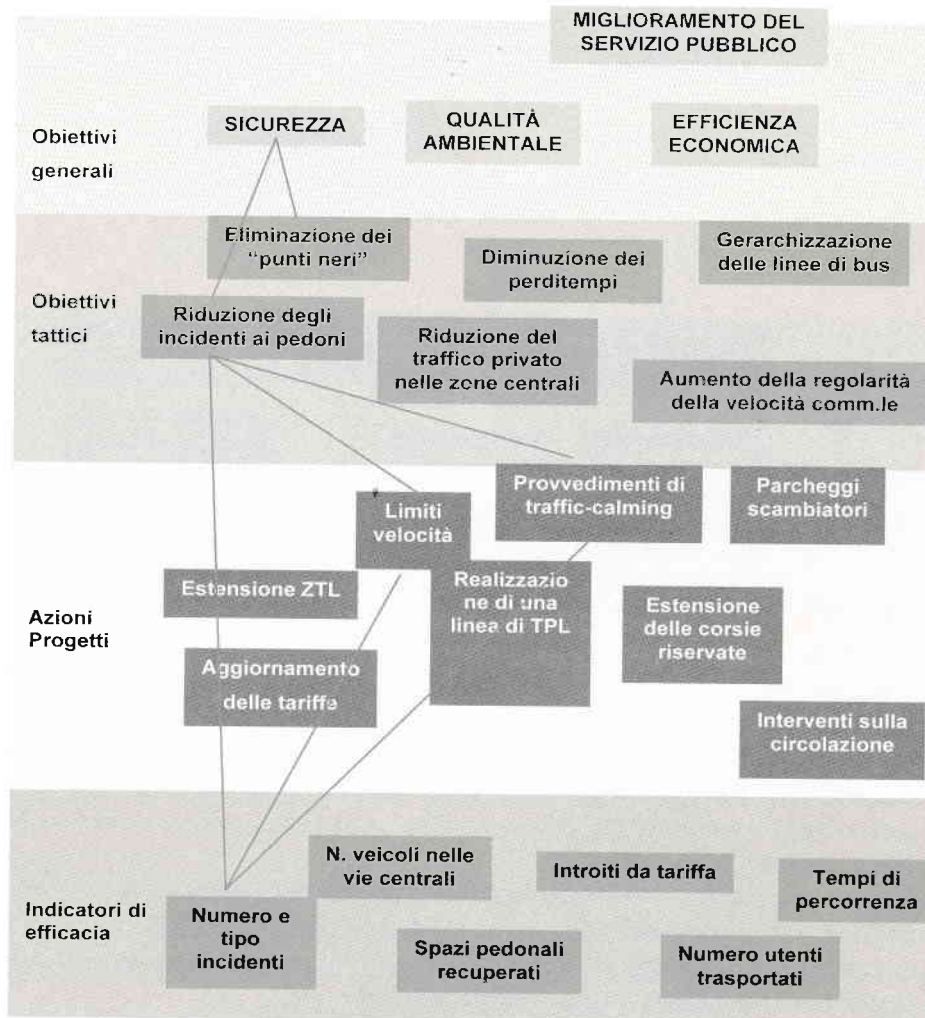 MIGLIORAMENTO DEL
SERVIZIO PUBBLICO
Obiettivi
generali
SICUREZZA
QUALITÀ
AMBIENTALE
EFFICIENZA
ECONOMICA
Obiettivi
tattici
Eliminazione dei
"punti neri"
Diminuzione dei
perditempi
Gerarchizzazione
delle linee di bus
Riduzione degli
incidenti ai pedoni
Riduzione del
traffico privato
nelle zone centrali
Aumento della regolarità
della velocità comm.le
Azioni
Progetti
Limiti
velocità
Provvedimenti di
traffic-calming
Parcheggi
scambiatori
Estensione ZTL
Realizzazio
ne di una
linea di TPL
Estensione
delle corsie
riservate
Aggiornamento
delle tariffe
Interventi sulla
circolazione
Indicatori di
efficacia
N. veicoli nelle
vie centrali
Introiti da tariffa
Tempi di
percorrenza
Numero e
tipo
incidenti
Spazi pedonali
recuperati
Numero utenti
trasportati